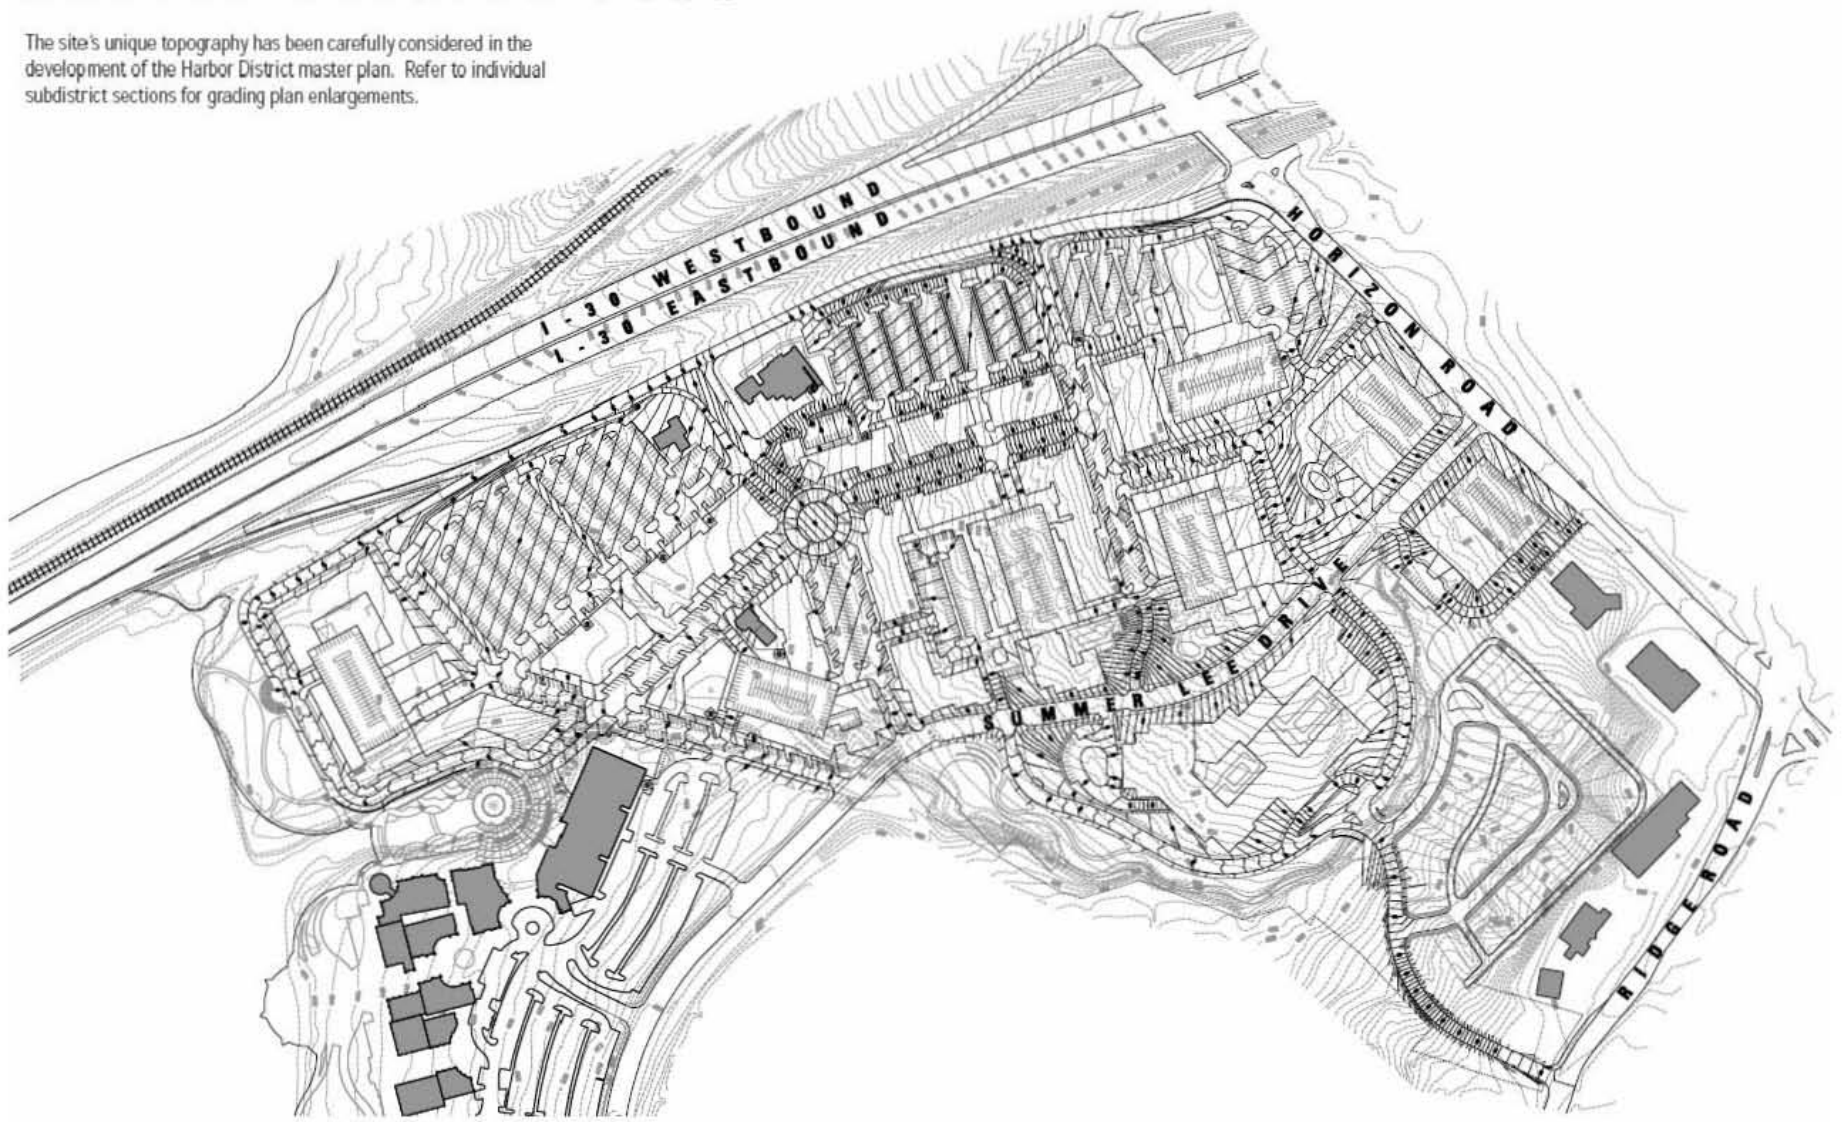 The site's unique topography has been carefully considered in the
development of the Harbor District master plan. Refer to individual
subdistrict sections for grading plan enlargements.
I-30 WESTBOUND
I-30 EASTBOUND
HORIZON ROAD
SUMMER LEE DRIVE
RIDGE ROAD